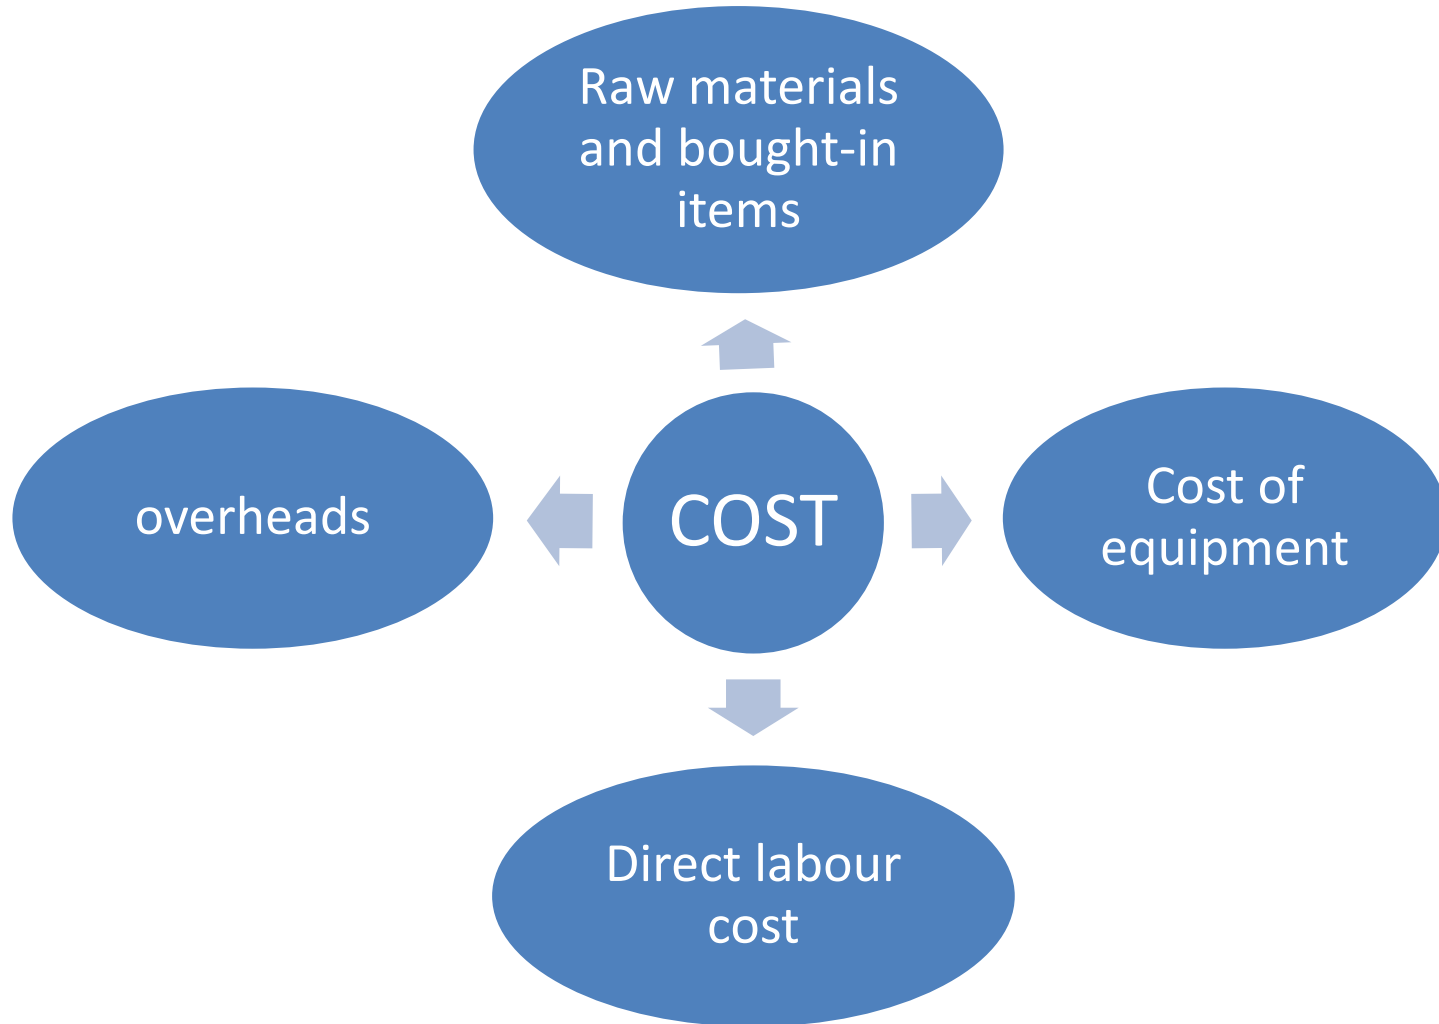 Raw materials
and bought-in
items
overheads
COST
Cost of
equipment
Direct labour
cost